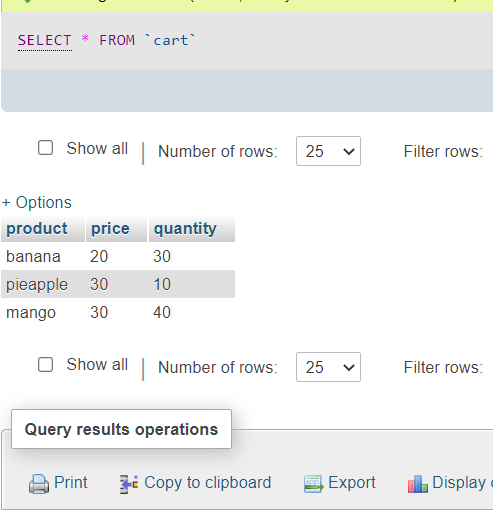 SELECT * FROM `cart`
Show all | Number of rows: 25 Filter rows:
+ Options
product price quantity
banana 20 30
pieapple 30 10
mango 30 40
Show all | Number of rows: 25 Filter rows:
Query results operations
Print Copy to clipboard Export Display